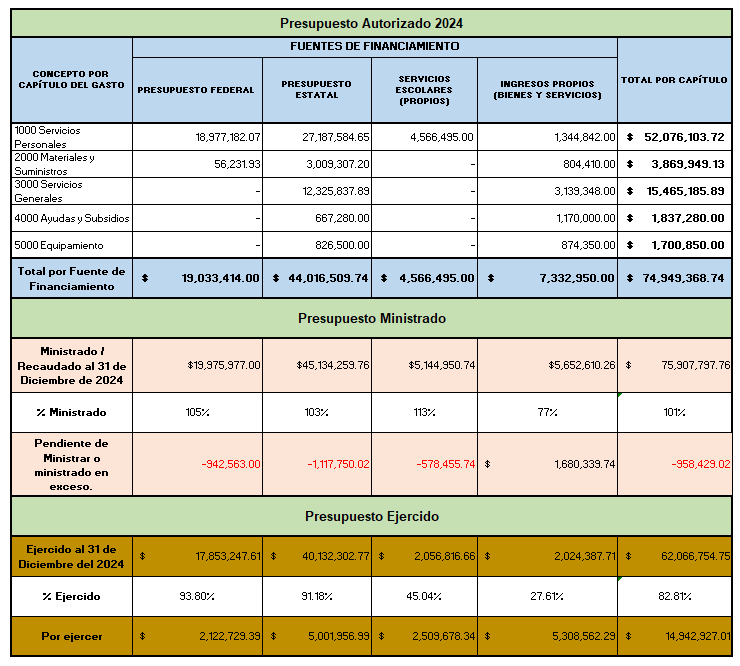 Presupuesto Autorizado 2024
CONCEPTO POR CAPÍTULO DEL GASTO
FUENTES DE FINANCIAMIENTO
TOTAL POR CAPÍTULO
PRESUPUESTO FEDERAL
PRESUPUESTO ESTATAL
SERVICIOS ESCOLARES (PROPIOS)
INGRESOS PROPIOS (BIENES Y SERVICIOS)
1000 Servicios Personales 18,977,182.07 27,187,584.65 4,566,495.00 1,344,842.00 $ 52,076,103.72
2000 Materiales y Suministros 56,231.93 3,009,307.20 - 804,410.00 $ 3,869,949.13
3000 Servicios Generales - 12,325,837.89 - 3,139,348.00 $ 15,465,185.89
4000 Ayudas y Subsidios - 667,280.00 - 1,170,000.00 $ 1,837,280.00
5000 Equipamiento - 826,500.00 - 874,350.00 $ 1,700,850.00
Total por Fuente de Financiamiento $ 19,033,414.00 $ 44,016,509.74 $ 4,566,495.00 $ 7,332,950.00 $ 74,949,368.74
Presupuesto Ministrado
Ministrado / Recaudado al 31 de Diciembre de 2024 $19,975,977.00 $45,134,259.76 $5,144,950.74 $5,652,610.26 $ 75,907,797.76
% Ministrado 105% 103% 113% 77% 101%
Pendiente de Ministrar o ministrado en exceso. -942,563.00 -1,117,750.02 -578,455.74 $ 1,680,339.74 -958,429.02
Presupuesto Ejercido
Ejercido al 31 de Diciembre del 2024 $ 17,853,247.61 $ 40,132,302.77 $ 2,056,816.66 $ 2,024,387.71 $ 62,066,754.75
% Ejercido 93.80% 91.18% 45.04% 27.61% 82.81%
Por ejercer $ 2,122,729.39 $ 5,001,956.99 $ 2,509,678.34 $ 5,308,562.29 $ 14,942,927.01